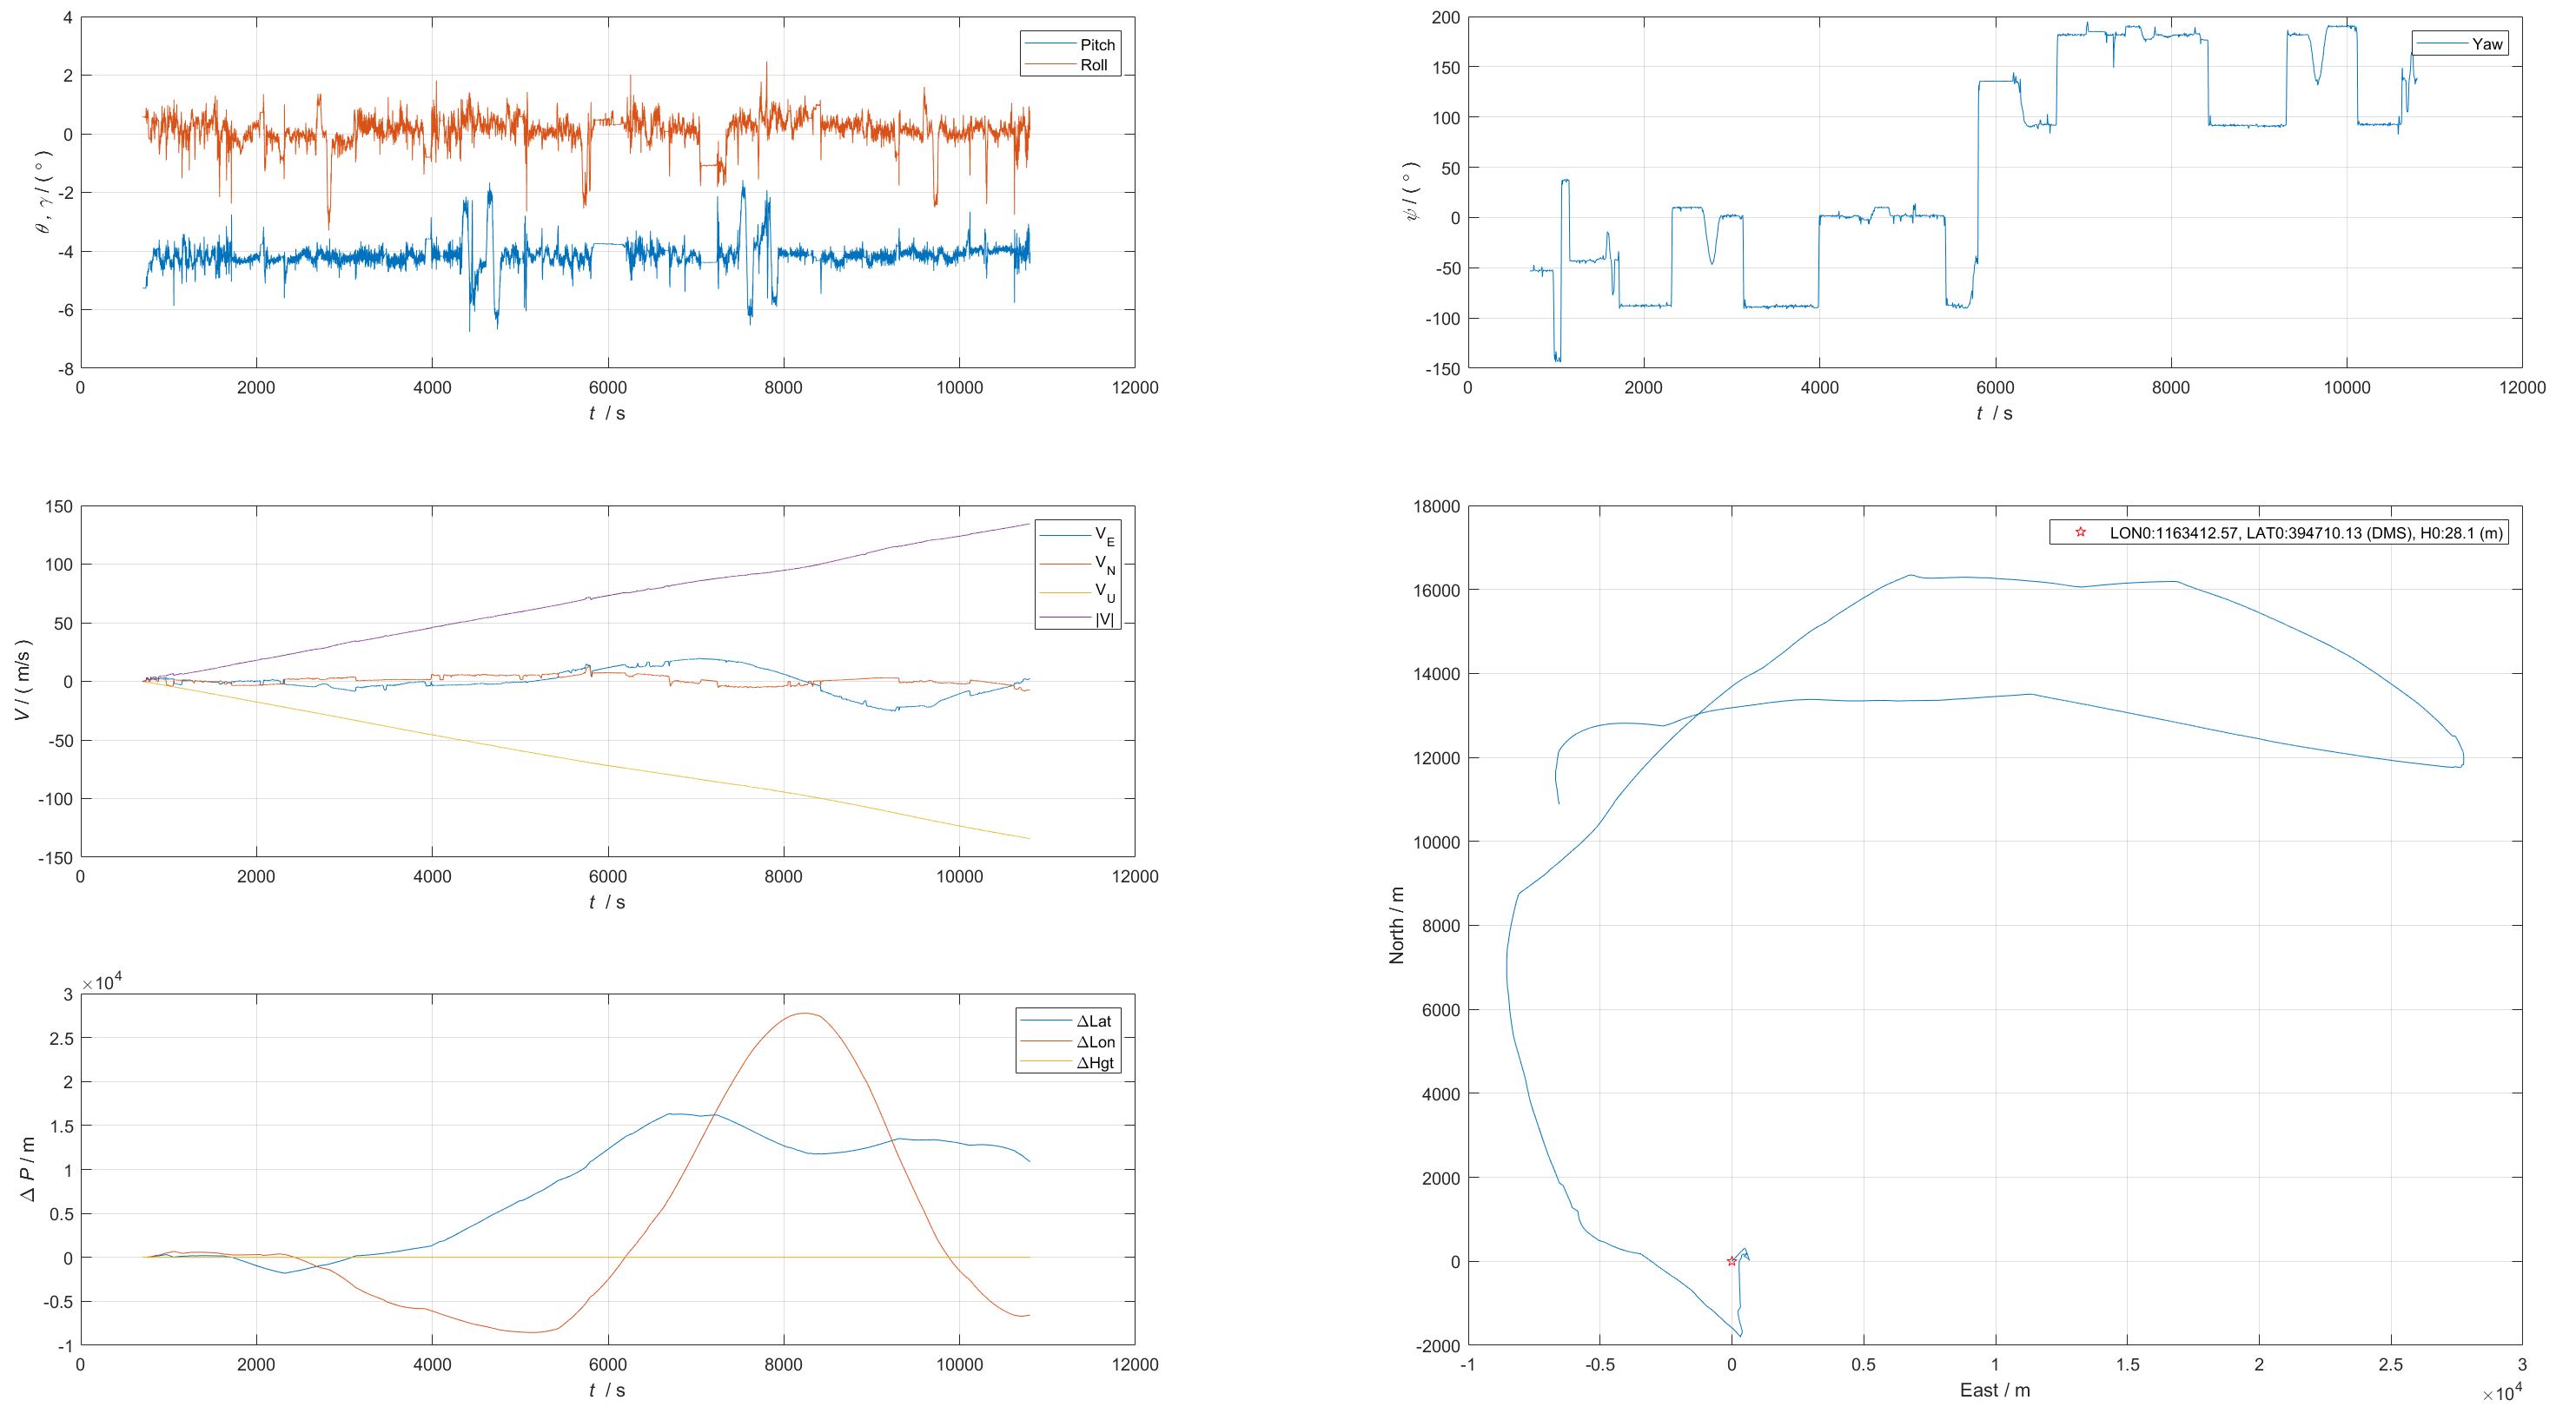 4
2
0
-2
-4
-6
-8
θ , γ / ( ° )
0 2000 4000 6000 8000 10000 12000
t / s
Pitch
Roll
200
150
100
50
0
-50
-100
-150
ψ / ( ° )
0 2000 4000 6000 8000 10000 12000
t / s
Yaw
150
100
50
0
-50
-100
-150
V / ( m/s )
0 2000 4000 6000 8000 10000 12000
t / s
V_E
V_N
V_U
|V|
×10^4
3
2.5
2
1.5
1
0.5
0
-0.5
-1
Δ P / m
0 2000 4000 6000 8000 10000 12000
t / s
ΔLat
ΔLon
ΔHgt
18000
16000
14000
12000
10000
8000
6000
4000
2000
0
-2000
North / m
-1 -0.5 0 0.5 1 1.5 2 2.5 3
East / m
×10^4
LON0:1163412.57, LAT0:394710.13 (DMS), H0:28.1 (m)